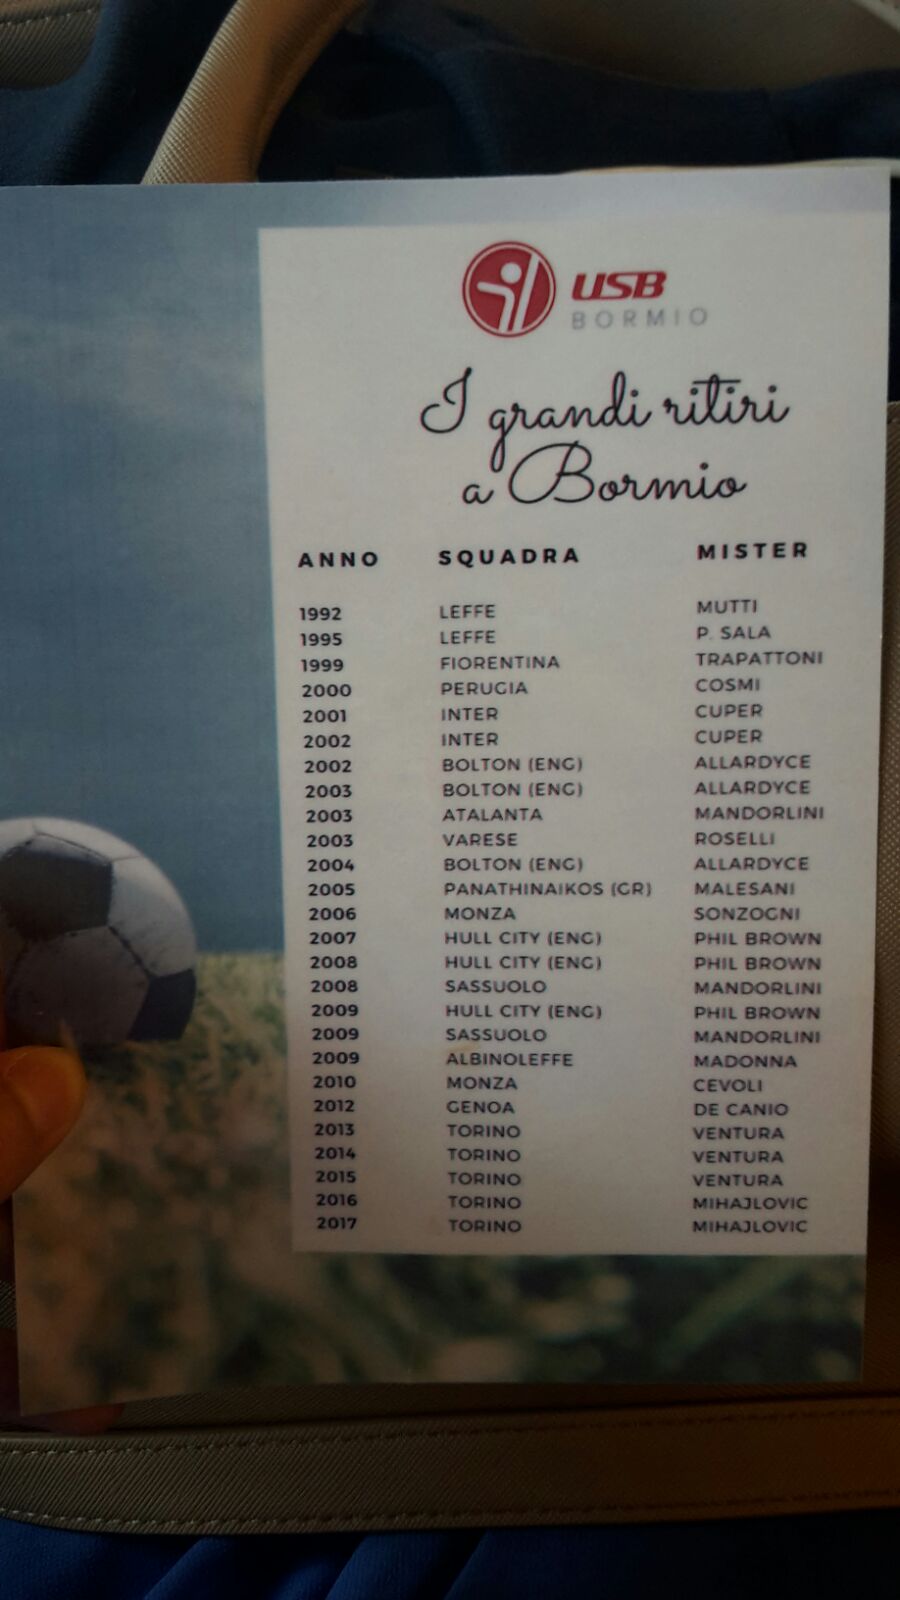 USB
BORMIO
I grandi ritiri
a Bormio
ANNO SQUADRA MISTER
1992 LEFFE MUTTI
1995 LEFFE P. SALA
1999 FIORENTINA TRAPATTONI
2000 PERUGIA COSMI
2001 INTER CUPER
2002 INTER CUPER
2002 BOLTON (ENG) ALLARDYCE
2003 BOLTON (ENG) ALLARDYCE
2003 ATALANTA MANDORLINI
2003 VARESE ROSELLI
2004 BOLTON (ENG) ALLARDYCE
2005 PANATHINAIKOS (GR) MALESANI
2006 MONZA SONZOGNI
2007 HULL CITY (ENG) PHIL BROWN
2008 HULL CITY (ENG) PHIL BROWN
2008 SASSUOLO MANDORLINI
2009 HULL CITY (ENG) PHIL BROWN
2009 SASSUOLO MANDORLINI
2009 ALBINOLEFFE MADONNA
2010 MONZA CEVOLI
2012 GENOA DE CANIO
2013 TORINO VENTURA
2014 TORINO VENTURA
2015 TORINO VENTURA
2016 TORINO MIHAJLOVIC
2017 TORINO MIHAJLOVIC